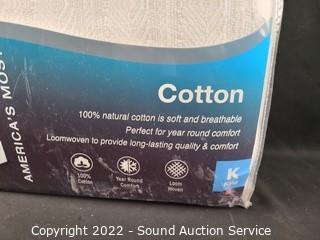 AMERICA'S MOST
Cotton
100% natural cotton is soft and breathable
Perfect for year round comfort
Loomwoven to provide long-lasting quality & comfort
100%
Cotton
Year Round
Comfort
Loom
Woven
K
Copyright 2022 - Sound Auction Service